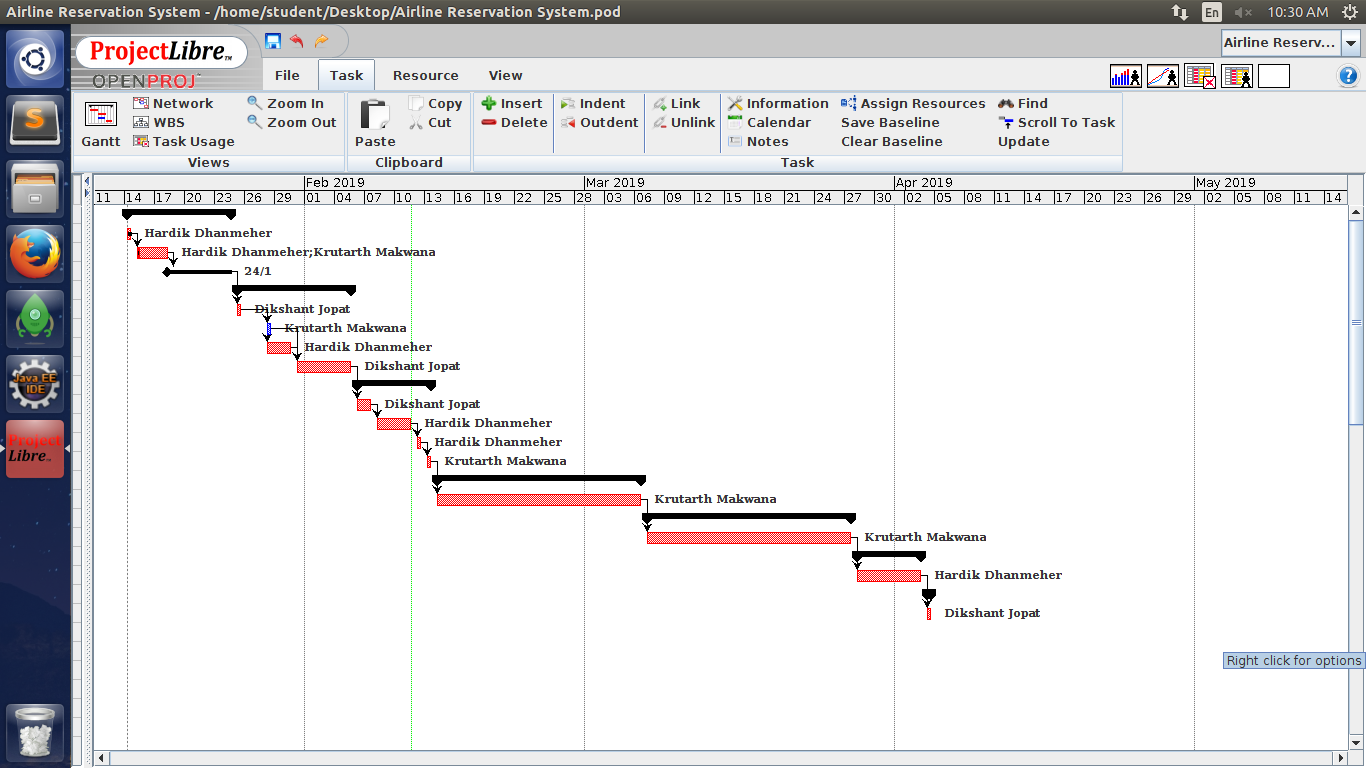 Airline Reservation System - /home/student/Desktop/Airline Reservation System.pod En 10:30 AM
ProjectLibre™
OPENPROJ
Airline Reserv...
File Task Resource View
Gantt
Network
WBS
Task Usage
Zoom In
Zoom Out
Views
Paste
Copy
Cut
Clipboard
Insert
Delete
Indent
Outdent
Link
Unlink
Information
Calendar
Notes
Assign Resources
Save Baseline
Clear Baseline
Find
Scroll To Task
Update
Task
Feb 2019 Mar 2019 Apr 2019 May 2019
11 14 17 20 23 26 29 01 04 07 10 13 16 19 22 25 28 03 06 09 12 15 18 21 24 27 30 02 05 08 11 14 17 20 23 26 29 02 05 08 11 14
Hardik Dhanmeher
Hardik Dhanmeher;Krutarth Makwana
24/1
Dikshant Jopat
Krutarth Makwana
Hardik Dhanmeher
Dikshant Jopat
Dikshant Jopat
Hardik Dhanmeher
Hardik Dhanmeher
Krutarth Makwana
Krutarth Makwana
Krutarth Makwana
Hardik Dhanmeher
Dikshant Jopat
Right click for options
S
Java EE
IDE
Project
Libre™